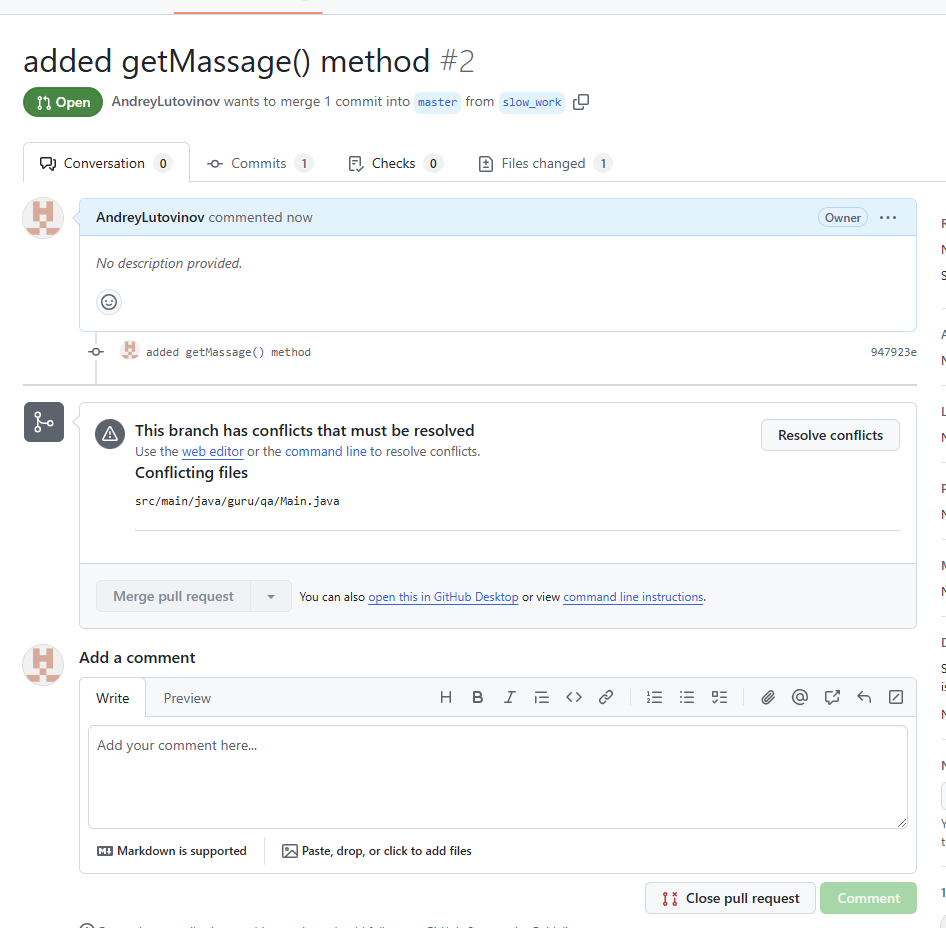 added getMassage() method #2
Open AndreyLutovinov wants to merge 1 commit into master from slow_work
Conversation 0 Commits 1 Checks 0 Files changed 1
AndreyLutovinov commented now Owner
No description provided.
added getMassage() method 947923e
This branch has conflicts that must be resolved
Use the web editor or the command line to resolve conflicts.
Resolve conflicts
Conflicting files
src/main/java/guru/qa/Main.java
Merge pull request You can also open this in GitHub Desktop or view command line instructions.
Add a comment
Write Preview
Add your comment here...
Markdown is supported Paste, drop, or click to add files
Close pull request Comment